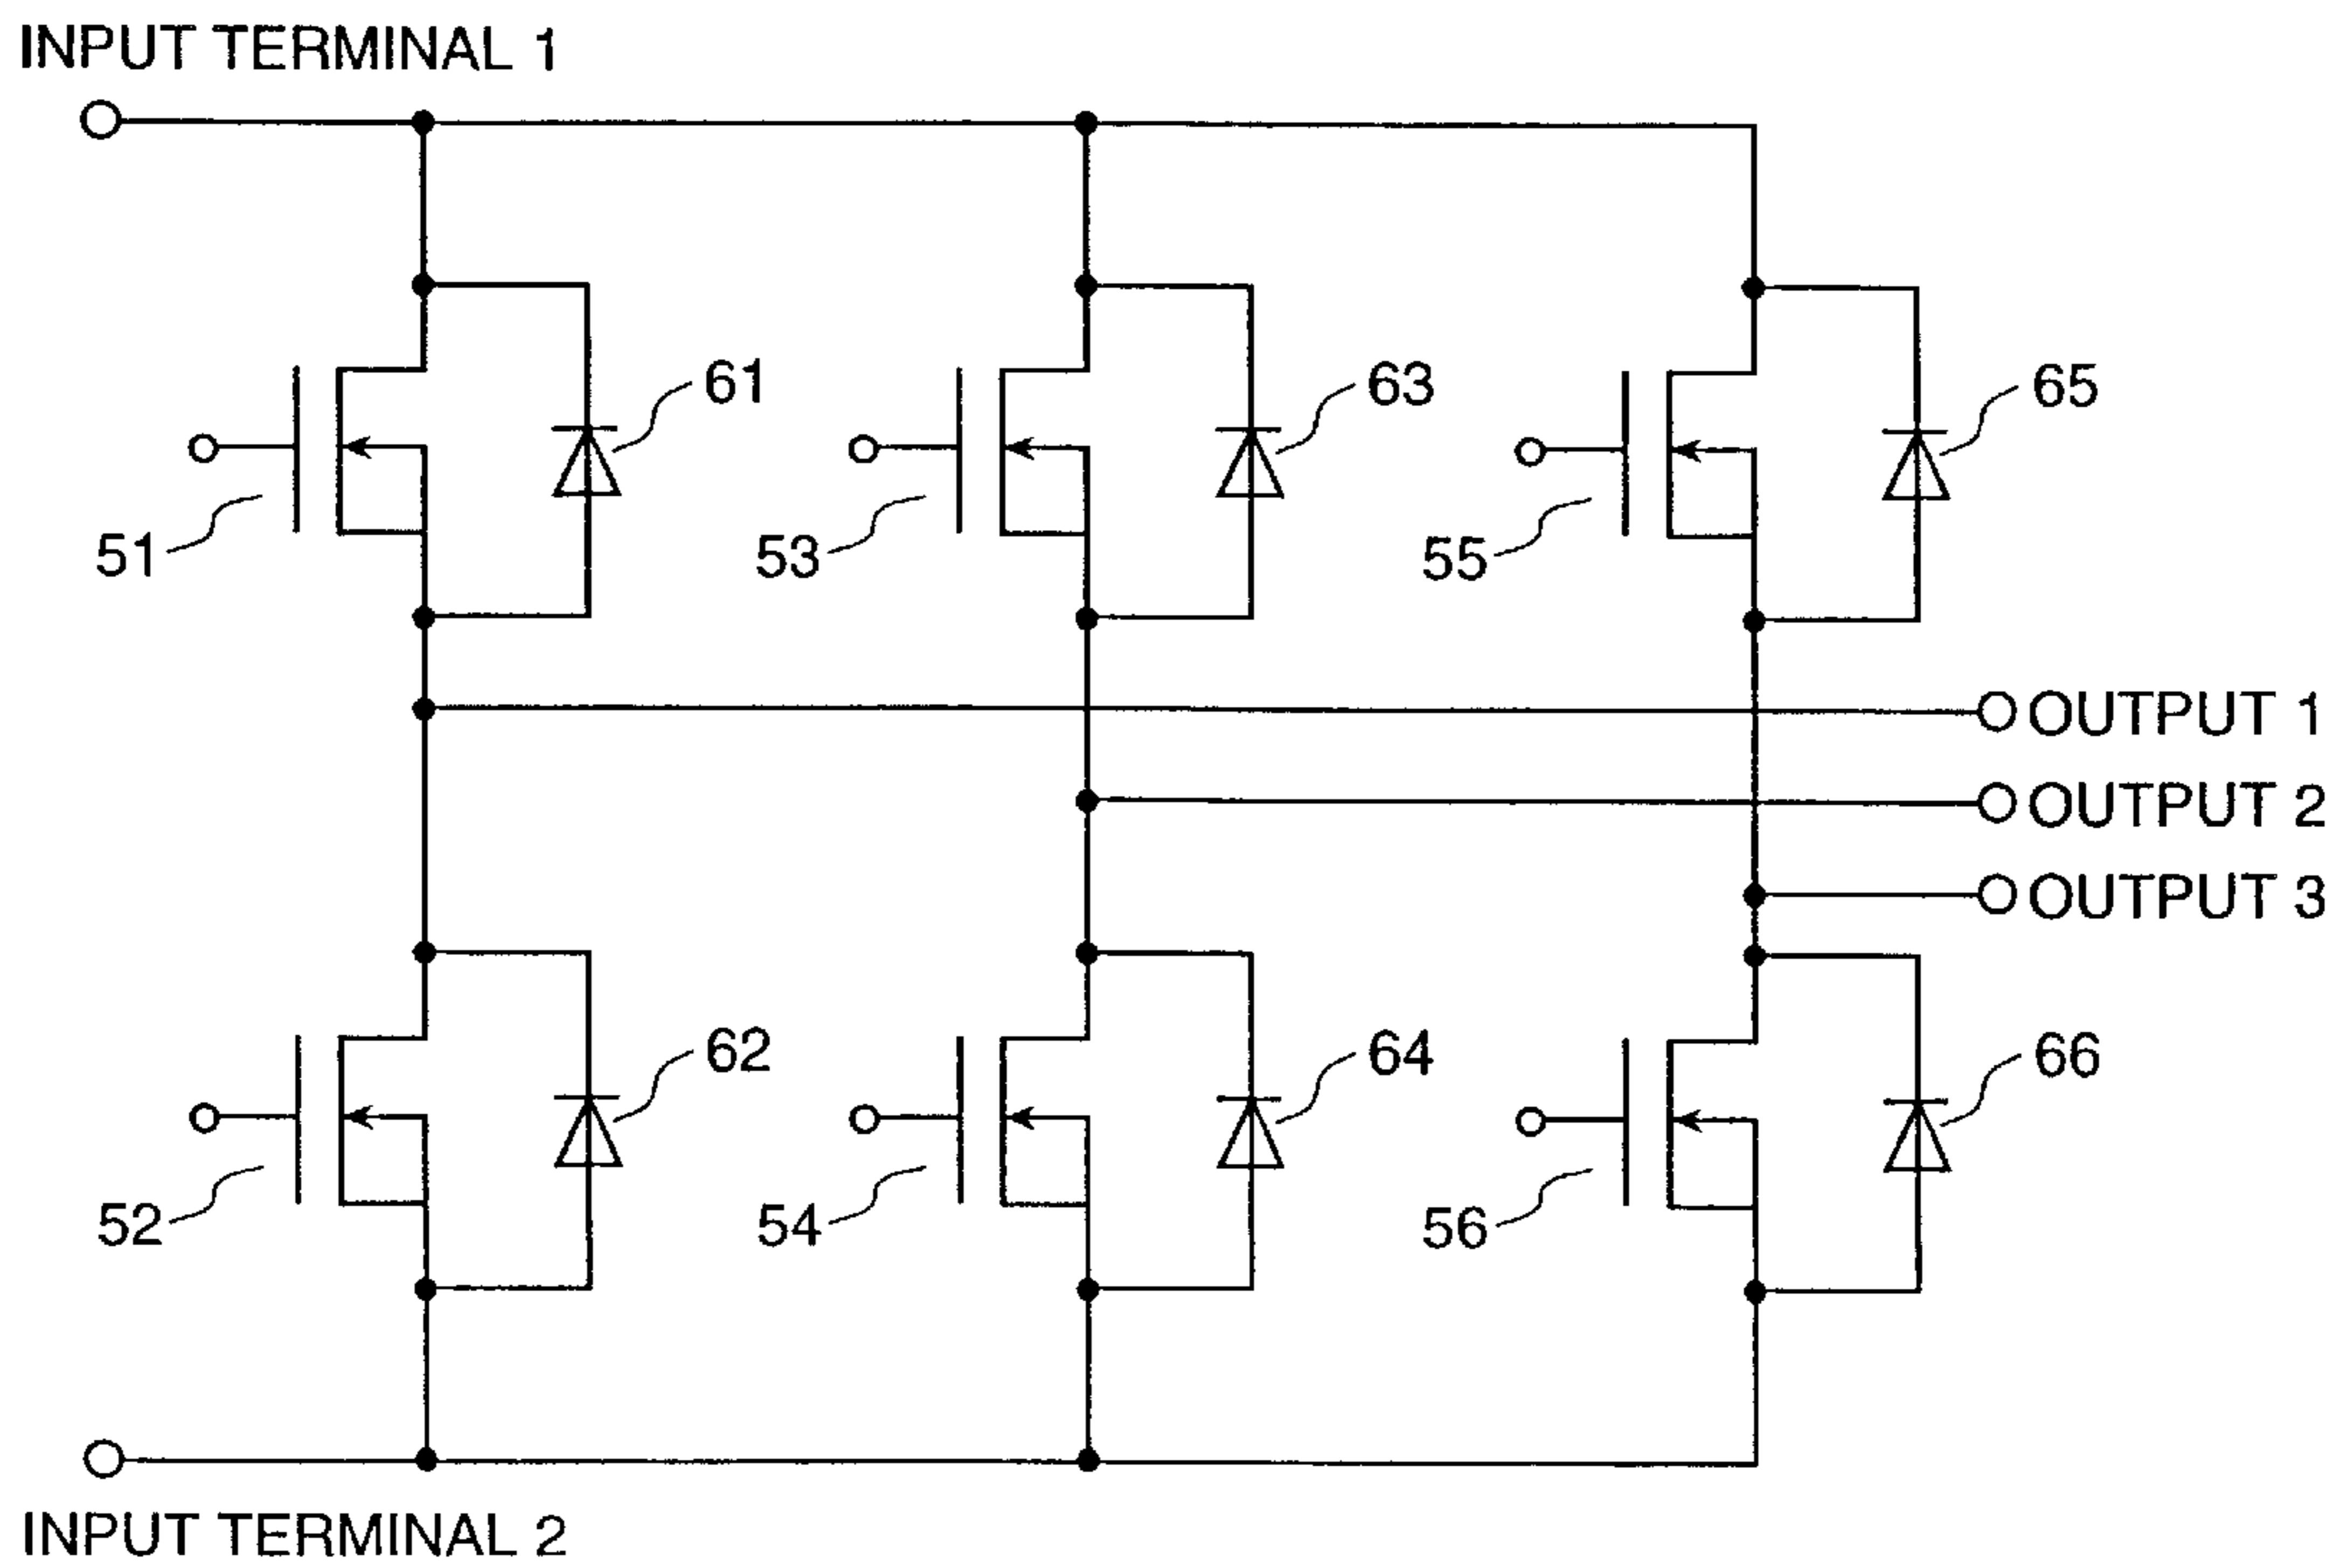 INPUT TERMINAL 1
61
63
65
51
53
55
OUTPUT 1
OUTPUT 2
OUTPUT 3
62
64
66
52
54
56
INPUT TERMINAL 2